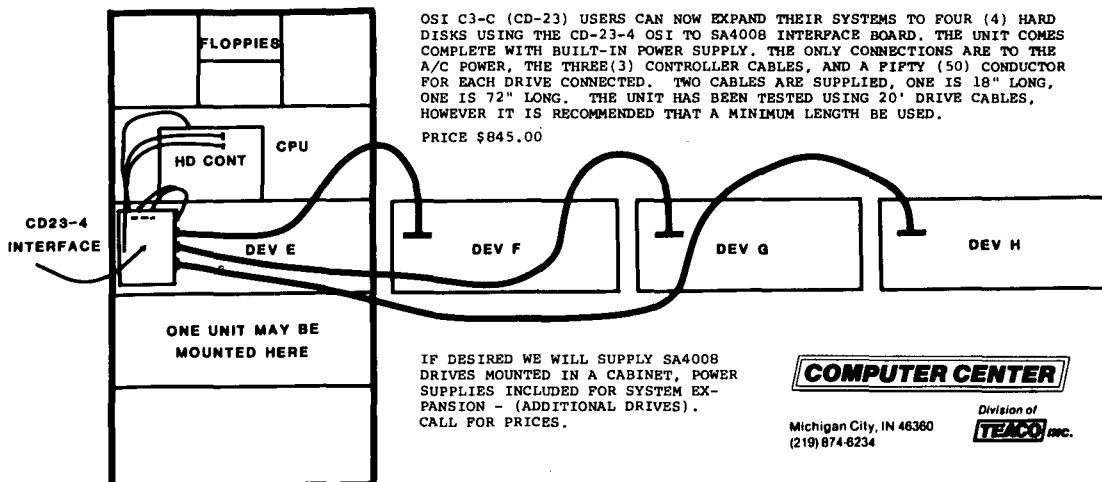 OSI C3-C (CD-23) USERS CAN NOW EXPAND THEIR SYSTEMS TO FOUR (4) HARD
DISKS USING THE CD-23-4 OSI TO SA4008 INTERFACE BOARD. THE UNIT COMES
COMPLETE WITH BUILT-IN POWER SUPPLY. THE ONLY CONNECTIONS ARE TO THE
A/C POWER, THE THREE(3) CONTROLLER CABLES, AND A FIFTY (50) CONDUCTOR
FOR EACH DRIVE CONNECTED. TWO CABLES ARE SUPPLIED, ONE IS 18" LONG,
ONE IS 72" LONG. THE UNIT HAS BEEN TESTED USING 20' DRIVE CABLES,
HOWEVER IT IS RECOMMENDED THAT A MINIMUM LENGTH BE USED.
PRICE $845.00
FLOPPIES
CPU
HD CONT
CD23-4
INTERFACE
DEV E
DEV F
DEV G
DEV H
ONE UNIT MAY BE
MOUNTED HERE
IF DESIRED WE WILL SUPPLY SA4008
DRIVES MOUNTED IN A CABINET, POWER
SUPPLIES INCLUDED FOR SYSTEM EX-
PANSION - (ADDITIONAL DRIVES).
CALL FOR PRICES.
COMPUTER CENTER
Michigan City, IN 46360
(219) 874-6234
Division of
TEACO INC.